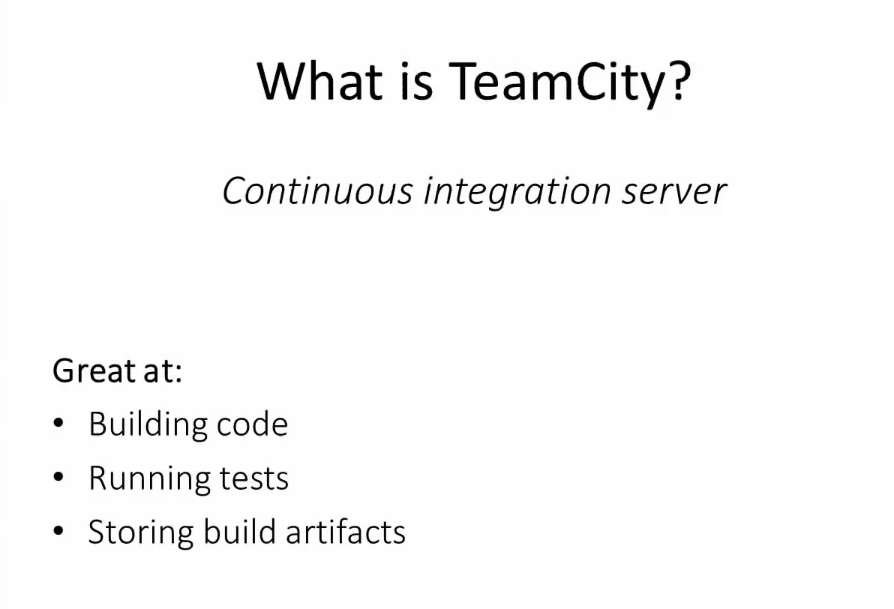 What is TeamCity?
Continuous integration server
Great at:
• Building code
• Running tests
• Storing build artifacts